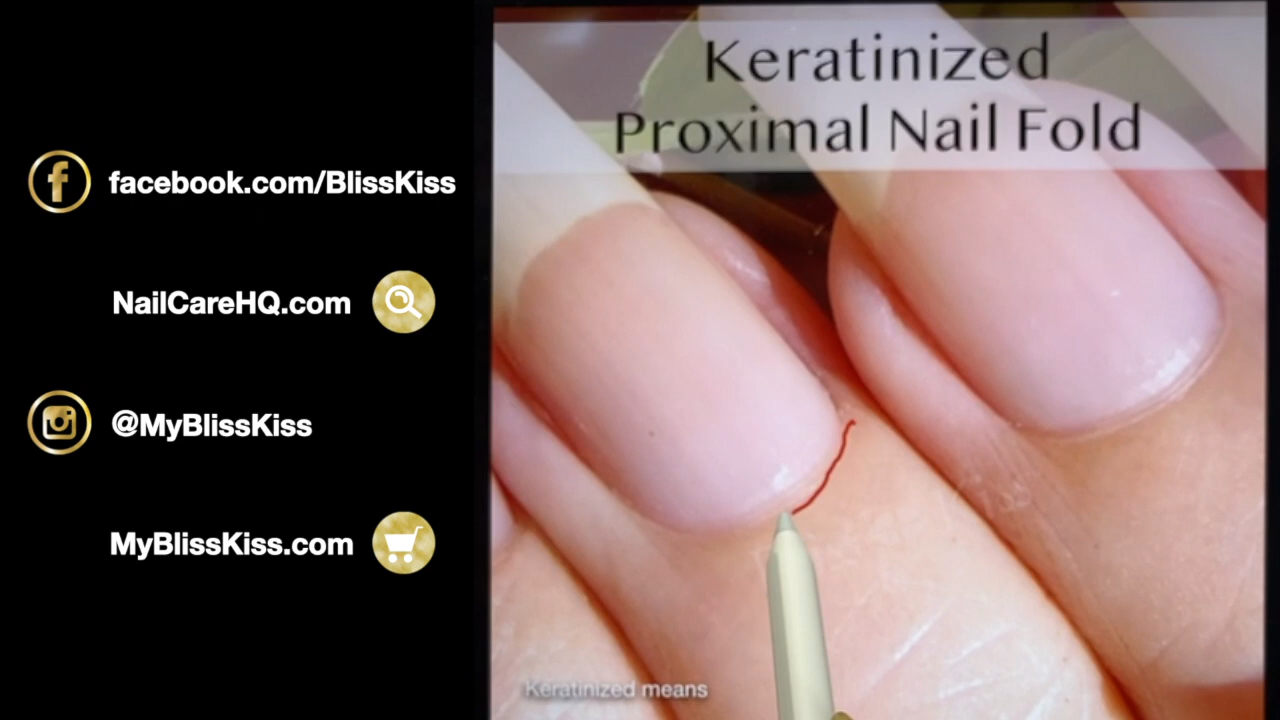 facebook.com/BlissKiss
NailCareHQ.com
@MyBlissKiss
MyBlissKiss.com
Keratinized
Proximal Nail Fold
Keratinized means